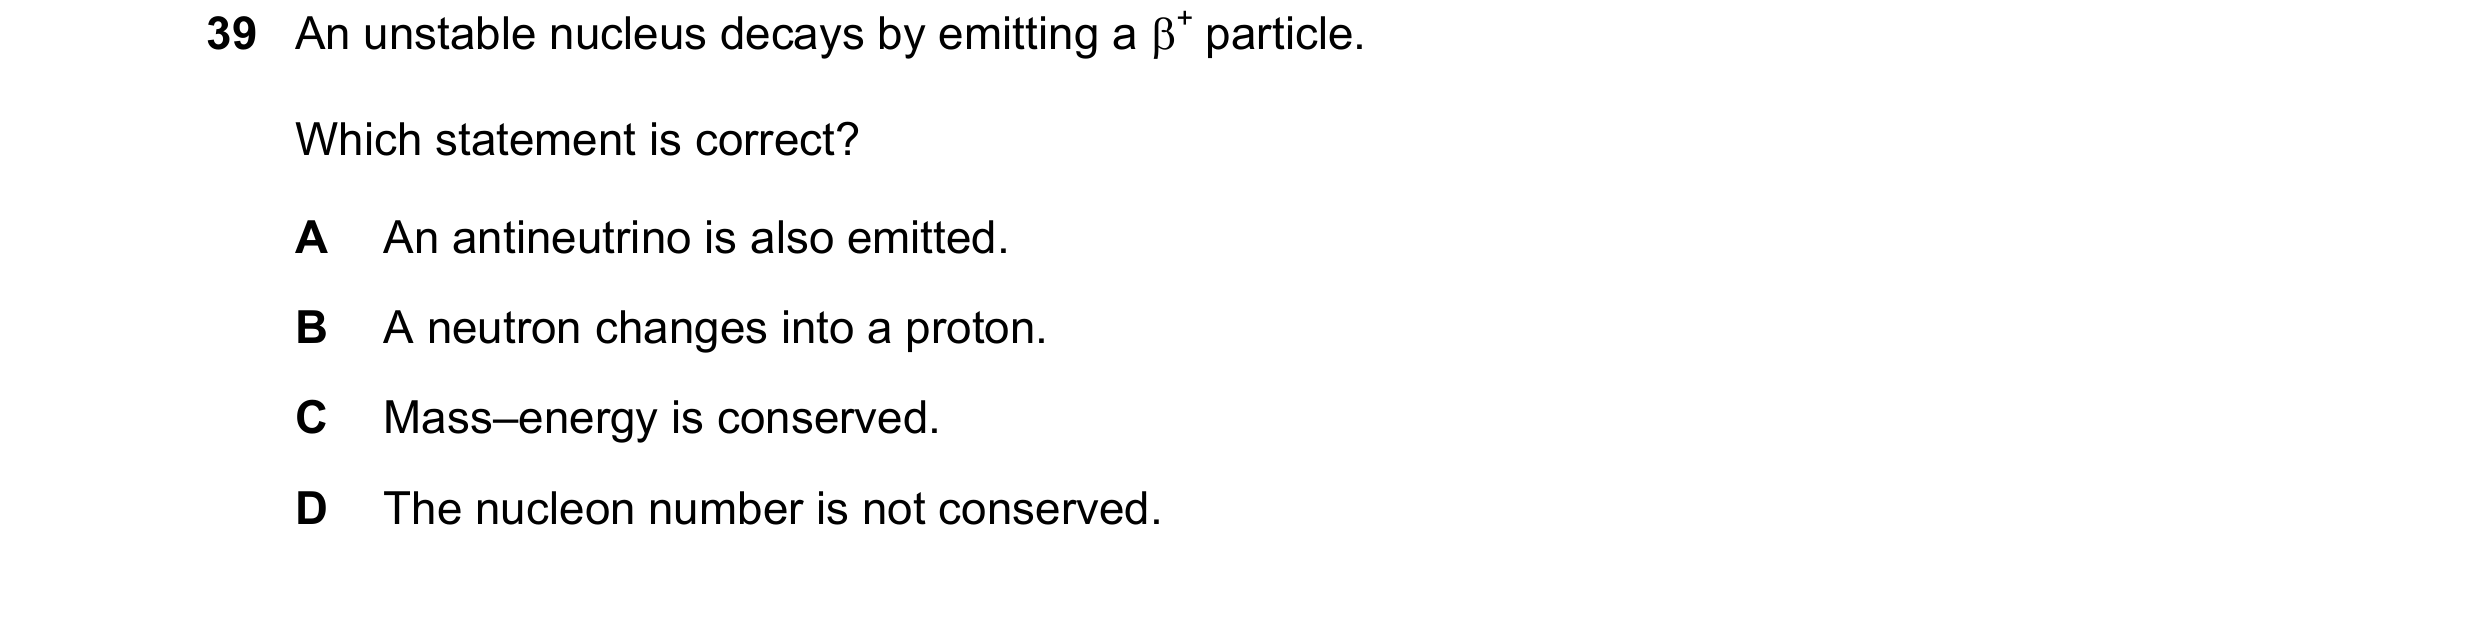 39 An unstable nucleus decays by emitting a β⁺ particle.
Which statement is correct?
A An antineutrino is also emitted.
B A neutron changes into a proton.
C Mass–energy is conserved.
D The nucleon number is not conserved.